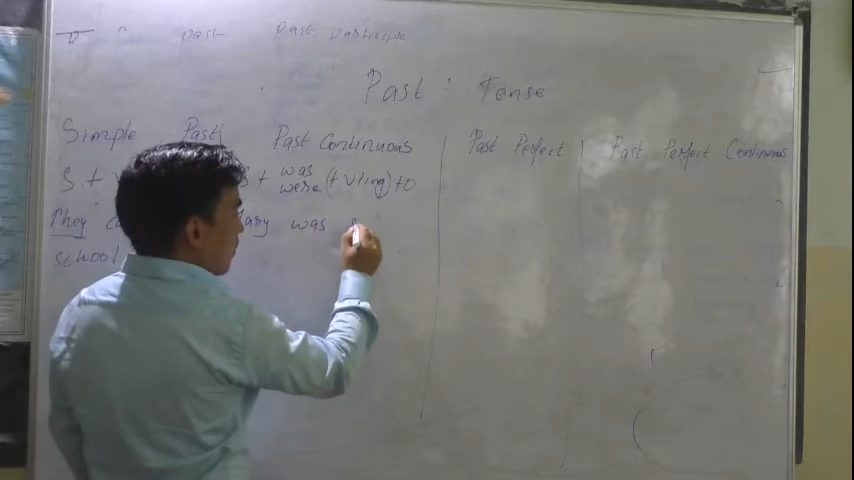 V past past participle
Past : Tense
Simple Past Past Continuous Past Perfect Past Perfect Continuous
S + V + was
were (+ V1ing) + O
They was
school